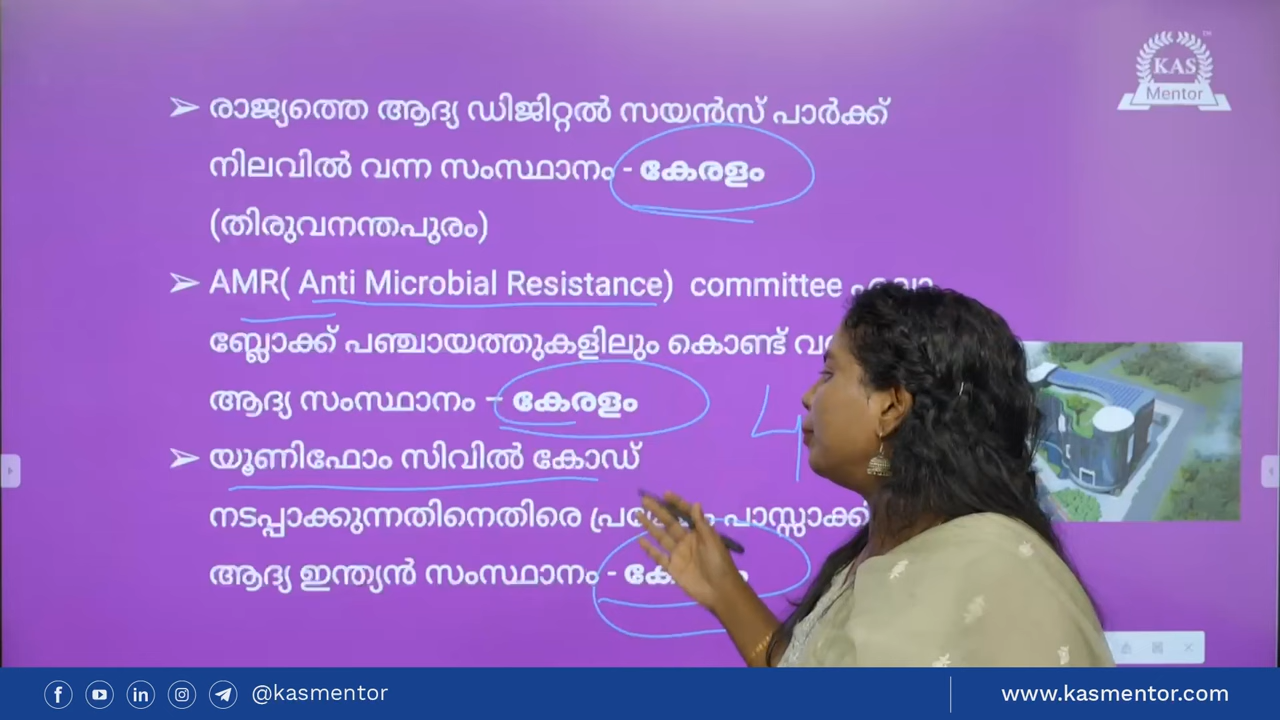 KAS
Mentor
➢ രാജ്യത്തെ ആദ്യ ഡിജിറ്റൽ സയൻസ് പാർക്ക്
നിലവിൽ വന്ന സംസ്ഥാനം - കേരളം
(തിരുവനന്തപുരം)
➢ AMR( Anti Microbial Resistance) committee
ബ്ലോക്ക് പഞ്ചായത്തുകളിലും കൊണ്ട്
ആദ്യ സംസ്ഥാനം – കേരളം
4
➢ യൂണിഫോം സിവിൽ കോഡ്
നടപ്പാക്കുന്നതിനെതിരെ
ആദ്യ ഇന്ത്യൻ സംസ്ഥാനം -
@kasmentor
www.kasmentor.com